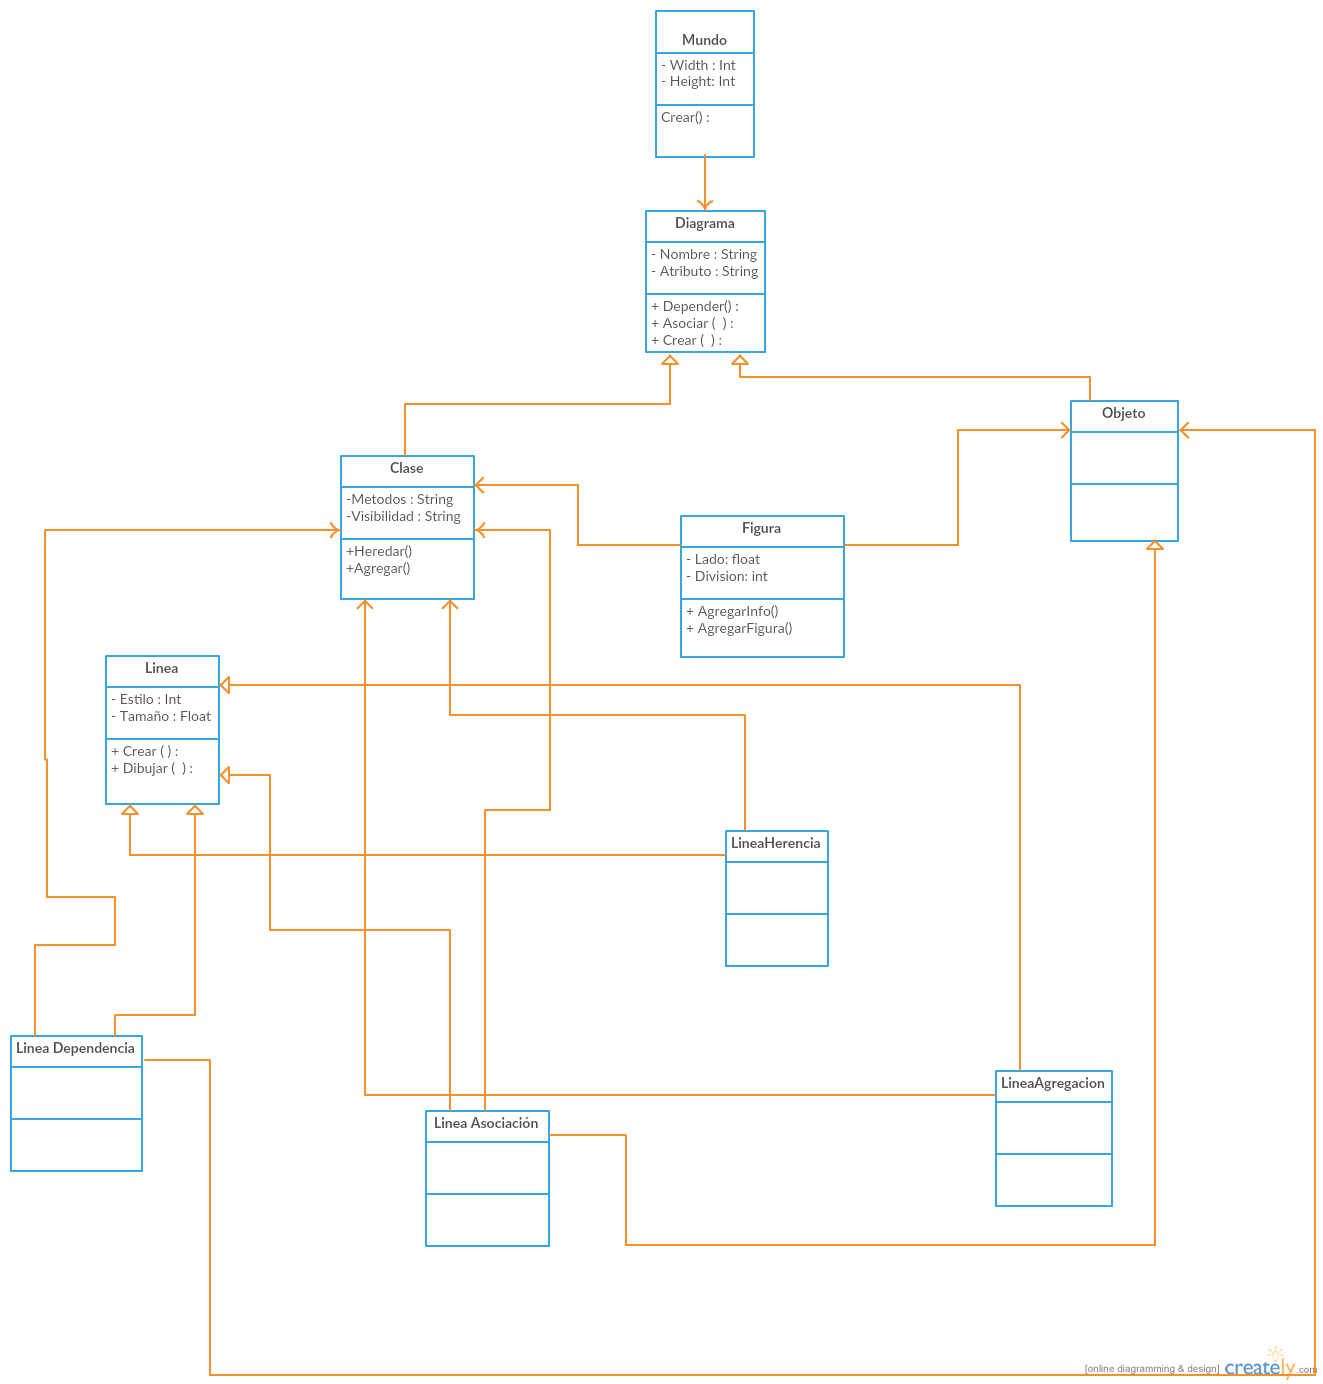 Mundo
- Width : Int
- Height: Int
Crear() :
Diagrama
- Nombre : String
- Atributo : String
+ Depender() :
+ Asociar (  ) :
+ Crear (  ) :
Objeto
Clase
-Metodos : String
-Visibilidad : String
+Heredar()
+Agregar()
Figura
- Lado: float
- Division: int
+ AgregarInfo()
+ AgregarFigura()
Linea
- Estilo : Int
- Tamaño : Float
+ Crear ( ) :
+ Dibujar (  ) :
LineaHerencia
Linea Dependencia
LineaAgregacion
Linea Asociación
[online diagramming & design] creately.com